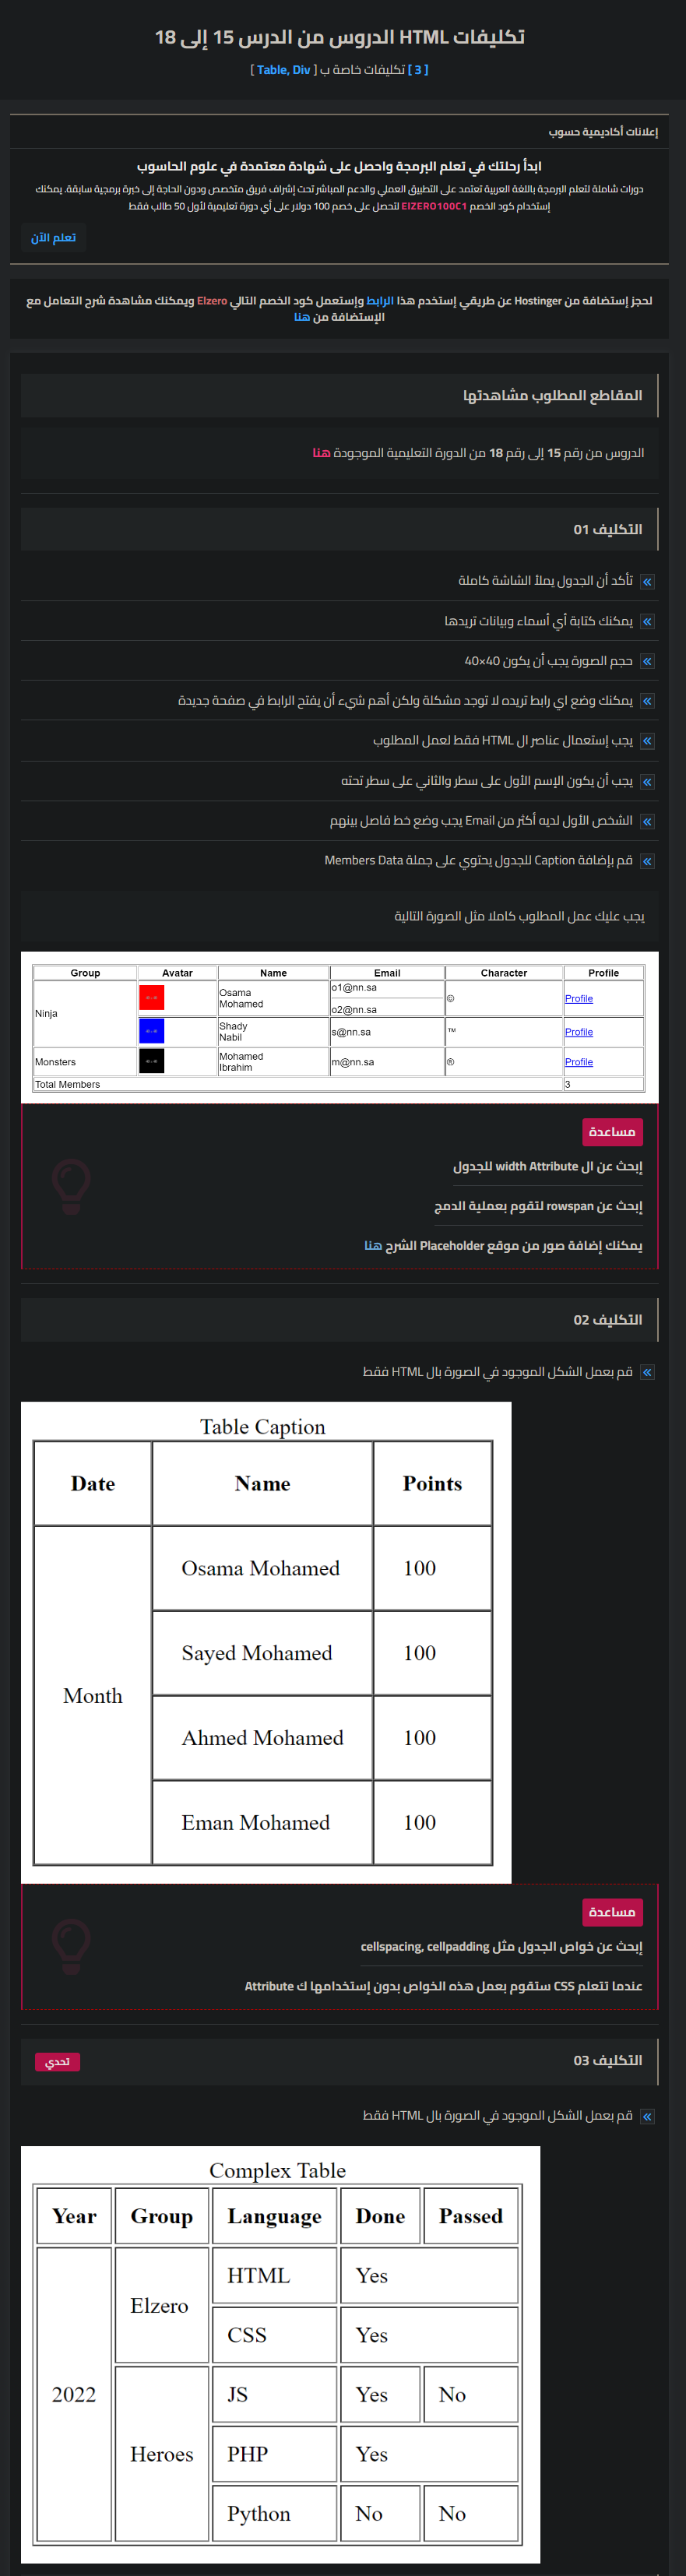 تكليفات HTML الدروس من الدرس 15 إلى 18
[ 3 ] تكليفات خاصة ب [ Table, Div ]
إعلانات أكاديمية حسوب
ابدأ رحلتك في تعلم البرمجة واحصل على شهادة معتمدة في علوم الحاسوب
دورات شاملة لتعلم البرمجة باللغة العربية تعتمد على التطبيق العملي والدعم المباشر تحت إشراف فريق متخصص ودون الحاجة إلى خبرة برمجية سابقة. يمكنك
إستخدام كود الخصم ElZERO100C1 لتحصل على خصم 100 دولار على أي دورة تعليمية لأول 50 طالب فقط
تعلم الآن
لحجز إستضافة من Hostinger عن طريقي إستخدم هذا الرابط وإستعمل كود الخصم التالي Elzero ويمكنك مشاهدة شرح التعامل مع
الإستضافة من هنا
المقاطع المطلوب مشاهدتها
الدروس من رقم 15 إلى رقم 18 من الدورة التعليمية الموجودة هنا
التكليف 01
تأكد أن الجدول يملأ الشاشة كاملة
يمكنك كتابة أي أسماء وبيانات تريدها
حجم الصورة يجب أن يكون 40×40
يمكنك وضع اي رابط تريده لا توجد مشكلة ولكن أهم شيء أن يفتح الرابط في صفحة جديدة
يجب إستعمال عناصر ال HTML فقط لعمل المطلوب
يجب أن يكون الإسم الأول على سطر والثاني على سطر تحته
الشخص الأول لديه أكثر من Email يجب وضع خط فاصل بينهم
قم بإضافة Caption للجدول يحتوي على جملة Members Data
يجب عليك عمل المطلوب كاملا مثل الصورة التالية
Group Avatar Name Email Character Profile
Ninja Osama Mohamed o1@nn.sa o2@nn.sa © Profile
Shady Nabil s@nn.sa ™ Profile
Monsters Mohamed Ibrahim m@nn.sa ® Profile
Total Members 3
مساعدة
إبحث عن ال width Attribute للجدول
إبحث عن rowspan لتقوم بعملية الدمج
يمكنك إضافة صور من موقع Placeholder الشرح هنا
التكليف 02
قم بعمل الشكل الموجود في الصورة بال HTML فقط
Table Caption
Date Name Points
Month Osama Mohamed 100
Sayed Mohamed 100
Ahmed Mohamed 100
Eman Mohamed 100
مساعدة
إبحث عن خواص الجدول مثل cellspacing, cellpadding
عندما تتعلم CSS ستقوم بعمل هذه الخواص بدون إستخدامها ك Attribute
التكليف 03
تحدي
قم بعمل الشكل الموجود في الصورة بال HTML فقط
Complex Table
Year Group Language Done Passed
2022 Elzero HTML Yes
CSS Yes
Heroes JS Yes No
PHP Yes
Python No No